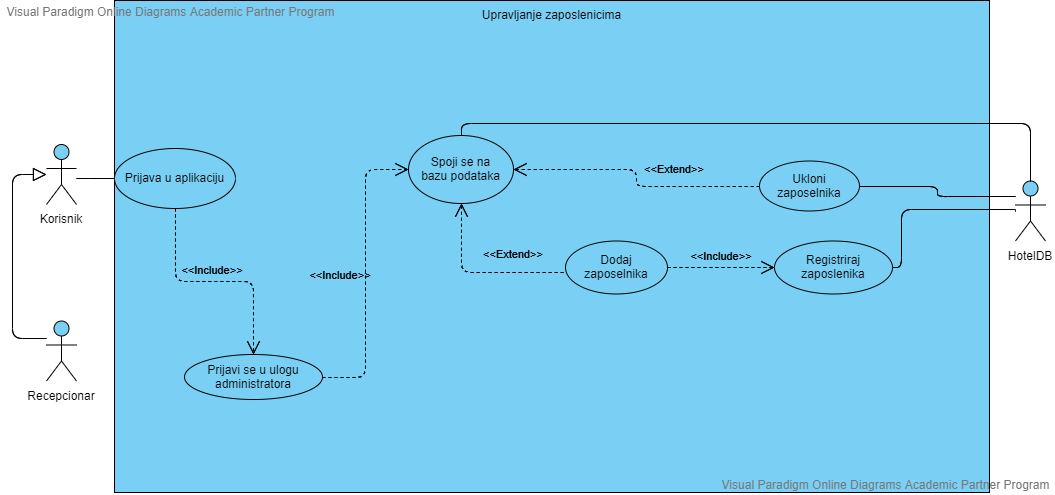 Visual Paradigm Online Diagrams Academic Partner Program
Upravljanje zaposlenicima
Korisnik
Prijava u aplikaciju
Spoji se na
bazu podataka
<<Extend>>
Ukloni
zaposelnika
HotelDB
<<Include>>
<<Include>>
<<Extend>>
Dodaj
zaposelnika
<<Include>>
Registriraj
zaposlenika
Recepcionar
Prijavi se u ulogu
administratora
Visual Paradigm Online Diagrams Academic Partner Program